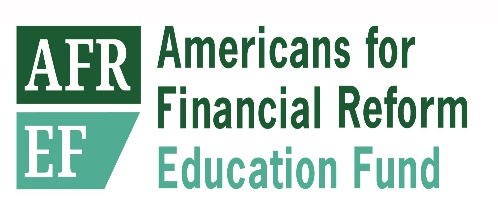 AFR
EF
Americans for
Financial Reform
Education Fund